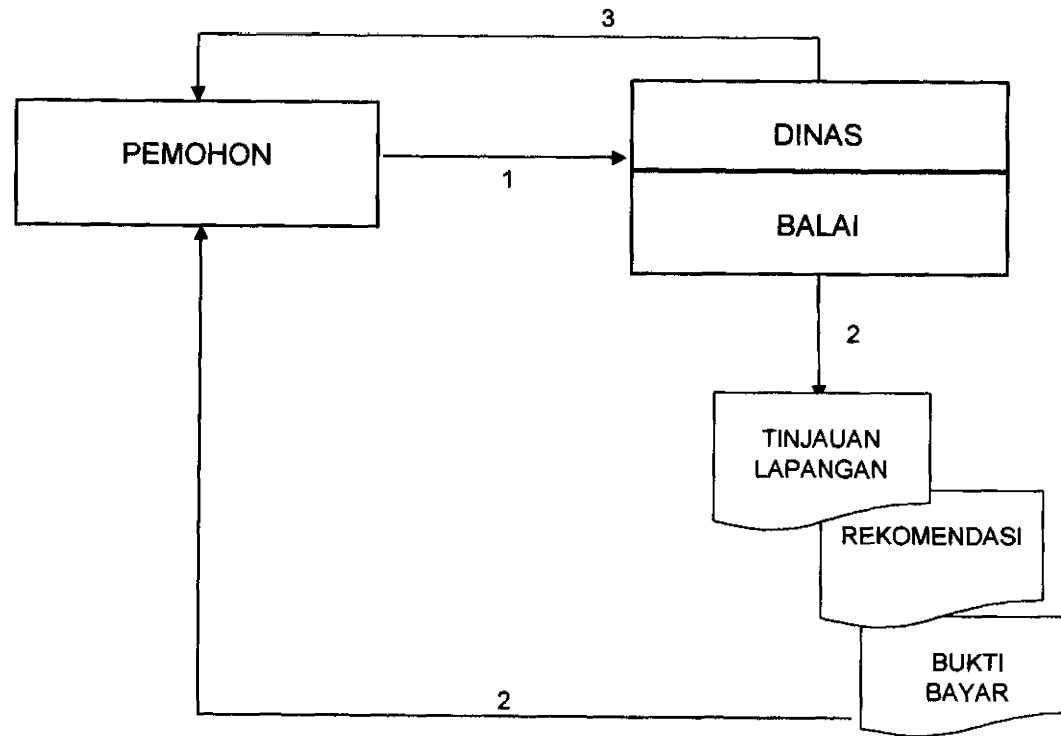 3
PEMOHON
1
DINAS
BALAI
2
TINJAUAN
LAPANGAN
REKOMENDASI
BUKTI
BAYAR
2